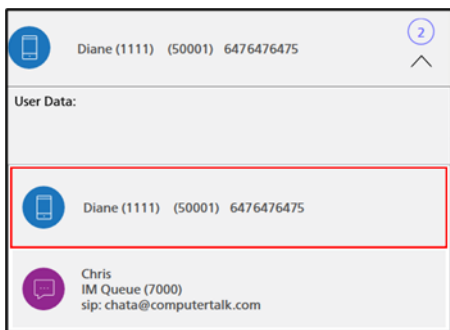 Diane (1111) (50001) 6476476475
2
User Data:
Diane (1111) (50001) 6476476475
Chris
IM Queue (7000)
sip: chata@computertalk.com